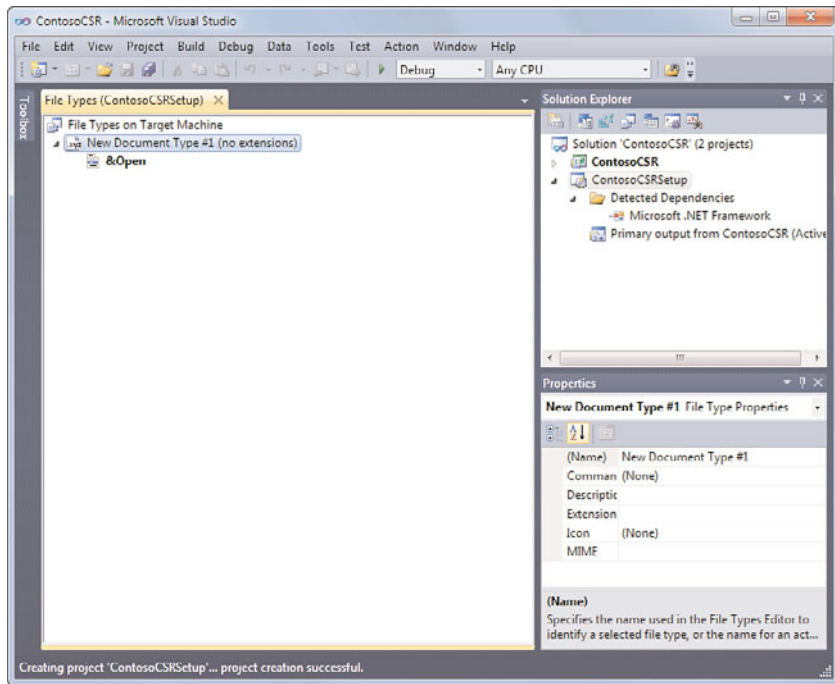 ContosoCSR - Microsoft Visual Studio
File Edit View Project Build Debug Data Tools Test Action Window Help
Debug Any CPU
Toolbox
File Types (ContosoCSRSetup)
File Types on Target Machine
New Document Type #1 (no extensions)
&Open
Solution Explorer
Solution 'ContosoCSR' (2 projects)
ContosoCSR
ContosoCSRSetup
Detected Dependencies
Microsoft .NET Framework
Primary output from ContosoCSR (Active
Properties
New Document Type #1 File Type Properties
(Name) New Document Type #1
Comman (None)
Descriptic
Extension
Icon (None)
MIME
(Name)
Specifies the name used in the File Types Editor to
identify a selected file type, or the name for an act...
Creating project 'ContosoCSRSetup'... project creation successful.